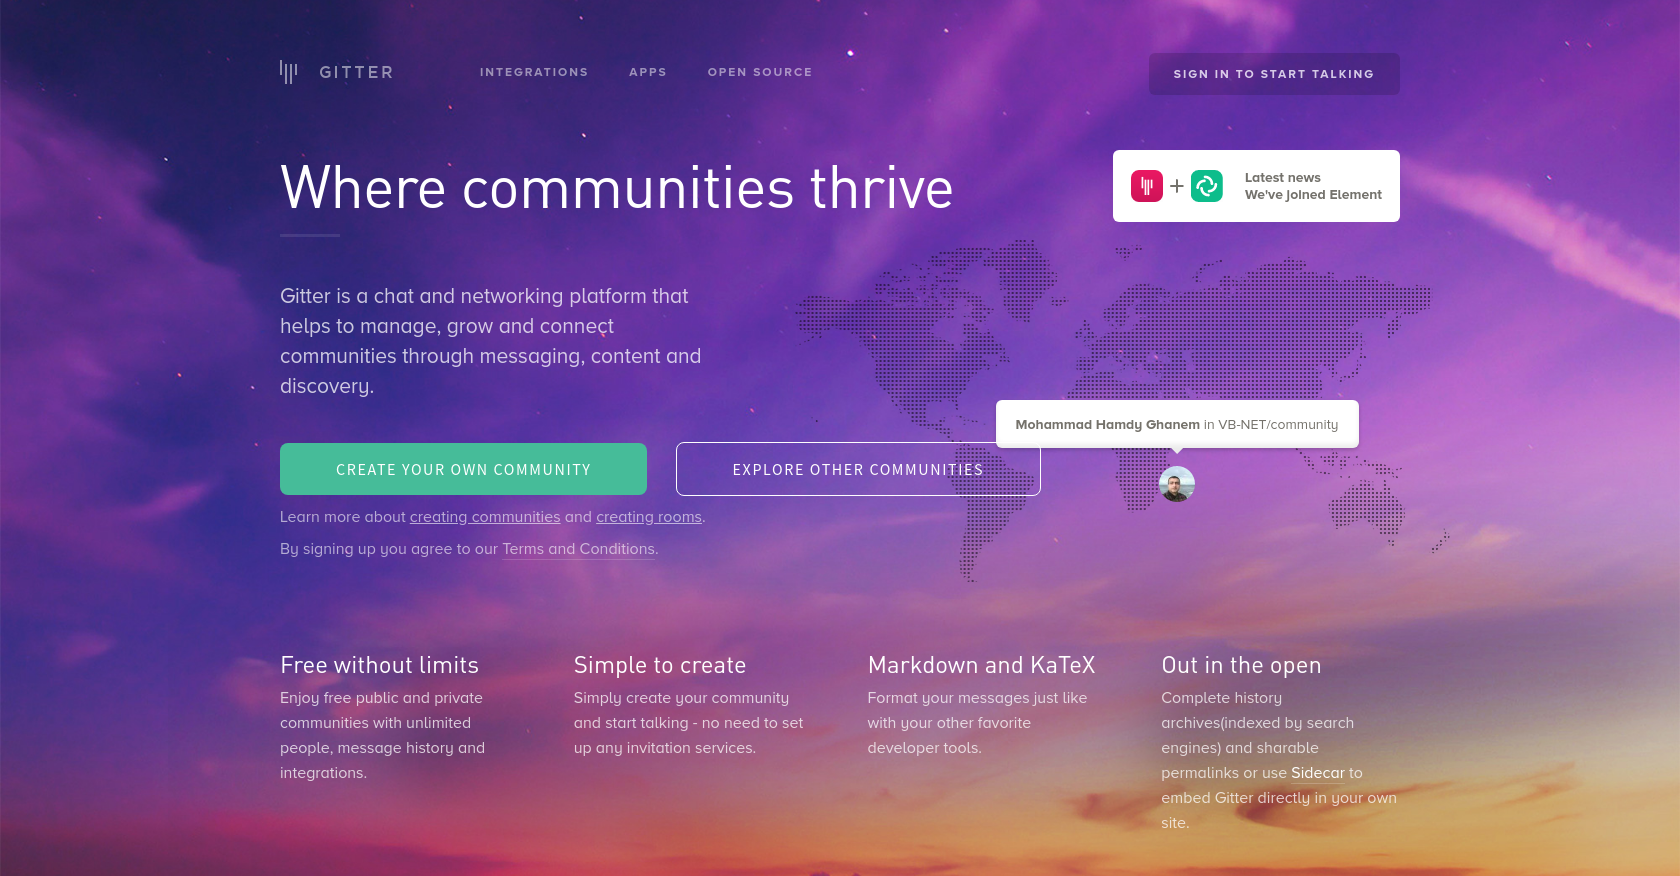 GITTER
INTEGRATIONS
APPS
OPEN SOURCE
SIGN IN TO START TALKING
Where communities thrive
Latest news
We've joined Element
Gitter is a chat and networking platform that
helps to manage, grow and connect
communities through messaging, content and
discovery.
Mohammad Hamdy Ghanem in VB-NET/community
CREATE YOUR OWN COMMUNITY
EXPLORE OTHER COMMUNITIES
Learn more about creating communities and creating rooms.
By signing up you agree to our Terms and Conditions.
Free without limits
Enjoy free public and private
communities with unlimited
people, message history and
integrations.
Simple to create
Simply create your community
and start talking - no need to set
up any invitation services.
Markdown and KaTeX
Format your messages just like
with your other favorite
developer tools.
Out in the open
Complete history
archives(indexed by search
engines) and sharable
permalinks or use Sidecar to
embed Gitter directly in your own
site.